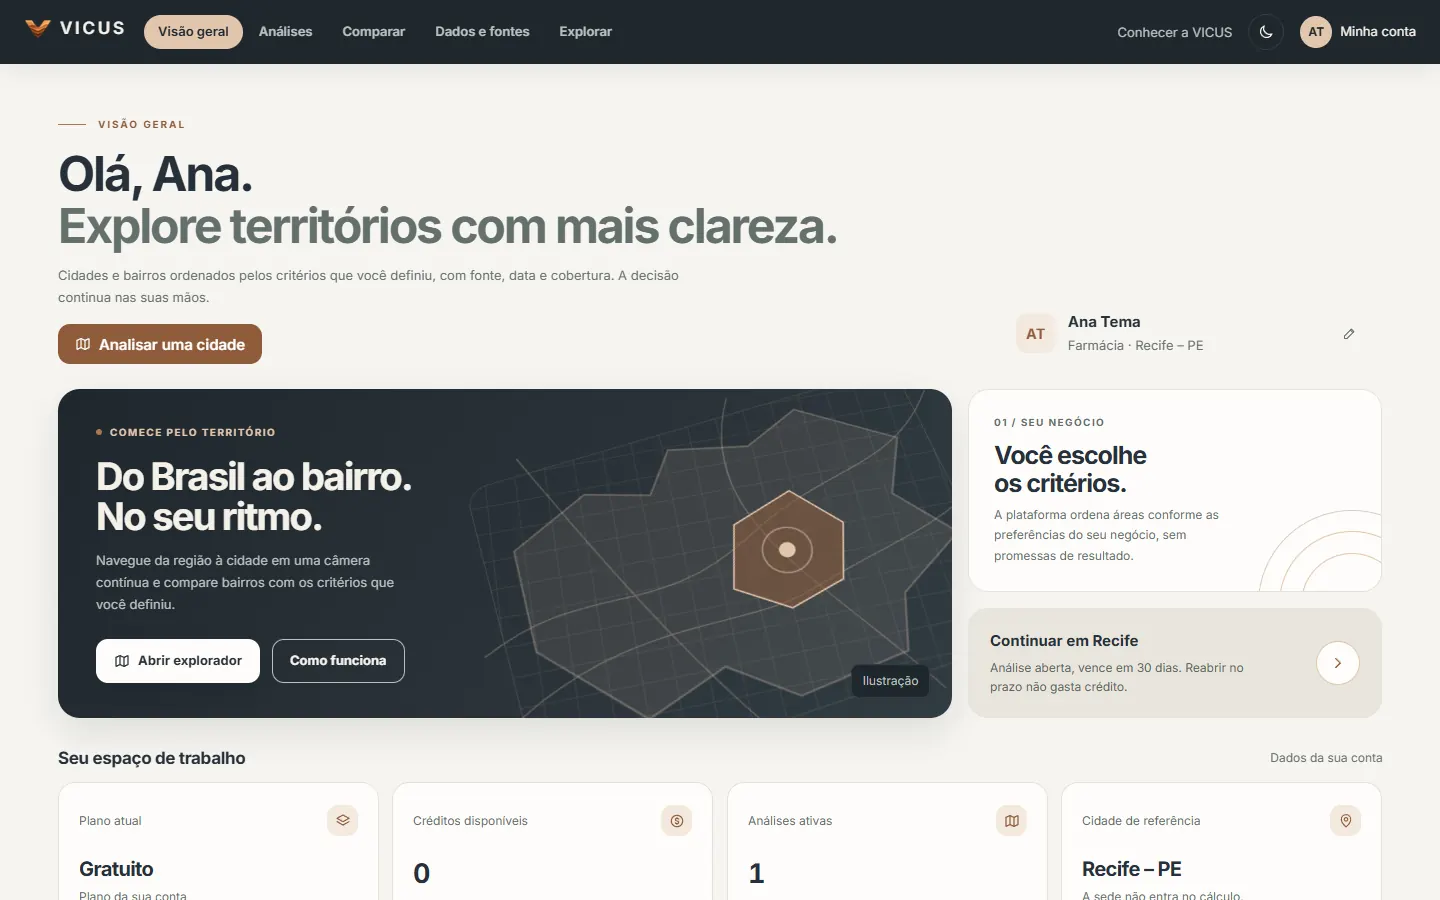 VICUS
Visão geral
Análises
Comparar
Dados e fontes
Explorar
Conhecer a VICUS
AT
Minha conta
VISÃO GERAL
Olá, Ana.
Explore territórios com mais clareza.
Cidades e bairros ordenados pelos critérios que você definiu, com fonte, data e cobertura. A decisão
continua nas suas mãos.
Analisar uma cidade
AT
Ana Tema
Farmácia · Recife – PE
COMECE PELO TERRITÓRIO
Do Brasil ao bairro.
No seu ritmo.
Navegue da região à cidade em uma câmera
contínua e compare bairros com os critérios que
você definiu.
Abrir explorador
Como funciona
Ilustração
01 / SEU NEGÓCIO
Você escolhe
os critérios.
A plataforma ordena áreas conforme as
preferências do seu negócio, sem
promessas de resultado.
Continuar em Recife
Análise aberta, vence em 30 dias. Reabrir no
prazo não gasta crédito.
Seu espaço de trabalho
Dados da sua conta
Plano atual
Gratuito
Plano da sua conta
Créditos disponíveis
0
Análises ativas
1
Cidade de referência
Recife – PE
A sede não entra no cálculo.